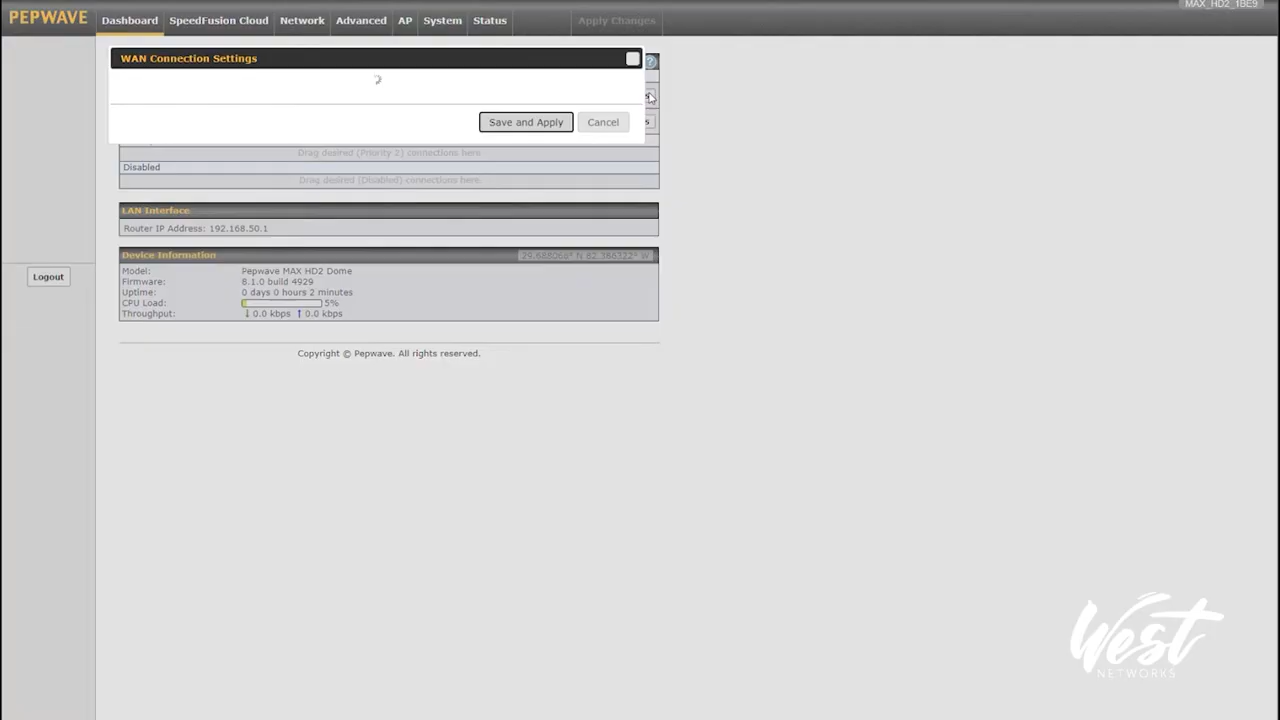 PEPWAVE Dashboard SpeedFusion Cloud Network Advanced AP System Status Apply Changes MAX_HD2_1BE9
WAN Connection Settings
?
Save and Apply Cancel
Drag desired (Priority 2) connections here
Disabled
Drag desired (Disabled) connections here
LAN Interface
Router IP Address: 192.168.50.1
Device Information 29.688066° N 82.386322° W
Model: Pepwave MAX HD2 Dome
Firmware: 8.1.0 build 4929
Uptime: 0 days 0 hours 2 minutes
CPU Load: 5%
Throughput: ↓ 0.0 kbps ↑ 0.0 kbps
Logout
Copyright © Pepwave. All rights reserved.
West
NETWORKS